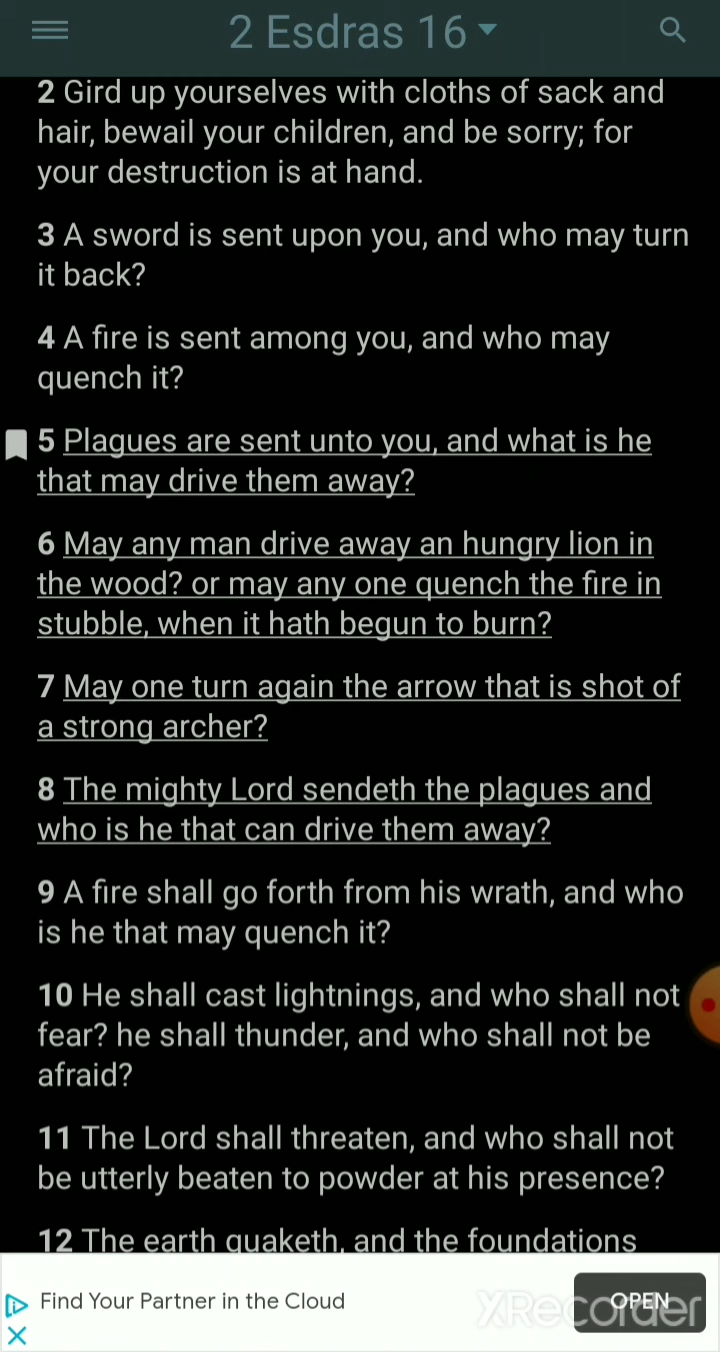 2 Esdras 16
2 Gird up yourselves with cloths of sack and
hair, bewail your children, and be sorry; for
your destruction is at hand.
3 A sword is sent upon you, and who may turn
it back?
4 A fire is sent among you, and who may
quench it?
5 Plagues are sent unto you, and what is he
that may drive them away?
6 May any man drive away an hungry lion in
the wood? or may any one quench the fire in
stubble, when it hath begun to burn?
7 May one turn again the arrow that is shot of
a strong archer?
8 The mighty Lord sendeth the plagues and
who is he that can drive them away?
9 A fire shall go forth from his wrath, and who
is he that may quench it?
10 He shall cast lightnings, and who shall not
fear? he shall thunder, and who shall not be
afraid?
11 The Lord shall threaten, and who shall not
be utterly beaten to powder at his presence?
12 The earth quaketh, and the foundations
Find Your Partner in the Cloud
OPEN
XRecorder